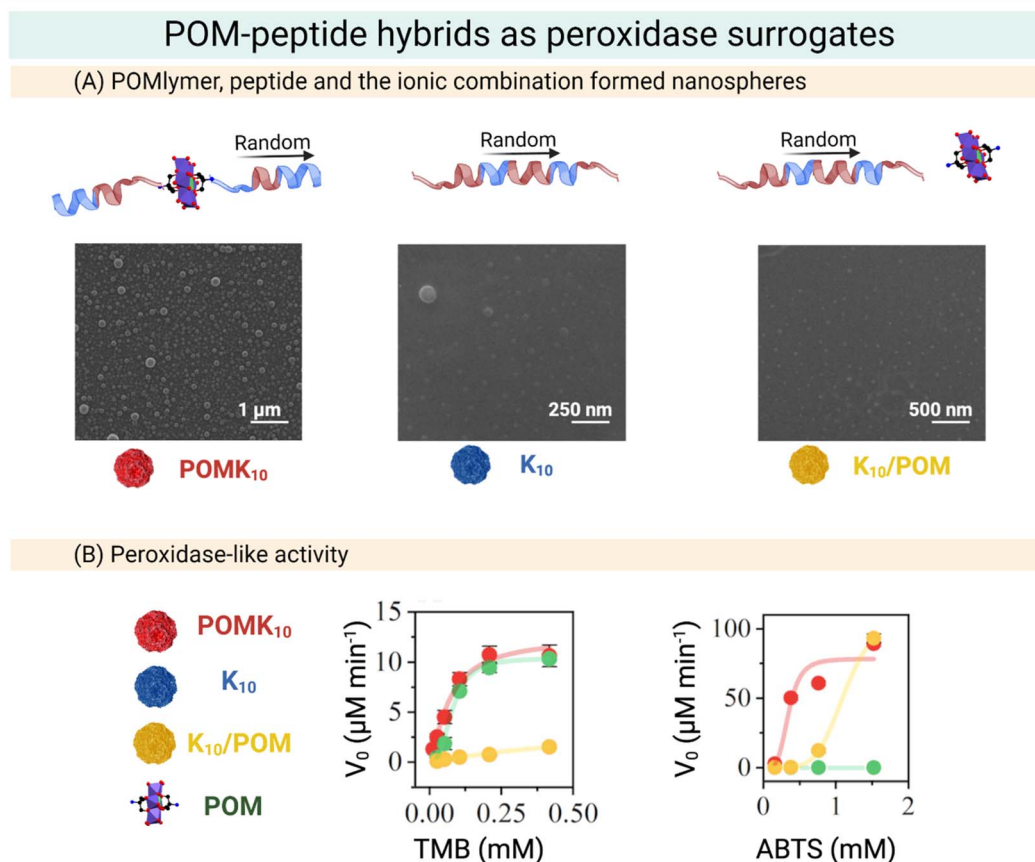 POM-peptide hybrids as peroxidase surrogates
(A) POMlymer, peptide and the ionic combination formed nanospheres
Random
Random
Random
1 µm
250 nm
500 nm
POMK₁₀
K₁₀
K₁₀/POM
(B) Peroxidase-like activity
POMK₁₀
K₁₀
K₁₀/POM
POM
V₀ (µM min⁻¹)
15
10
5
0
0.00 0.25 0.50
TMB (mM)
V₀ (µM min⁻¹)
100
50
0
0 1 2
ABTS (mM)